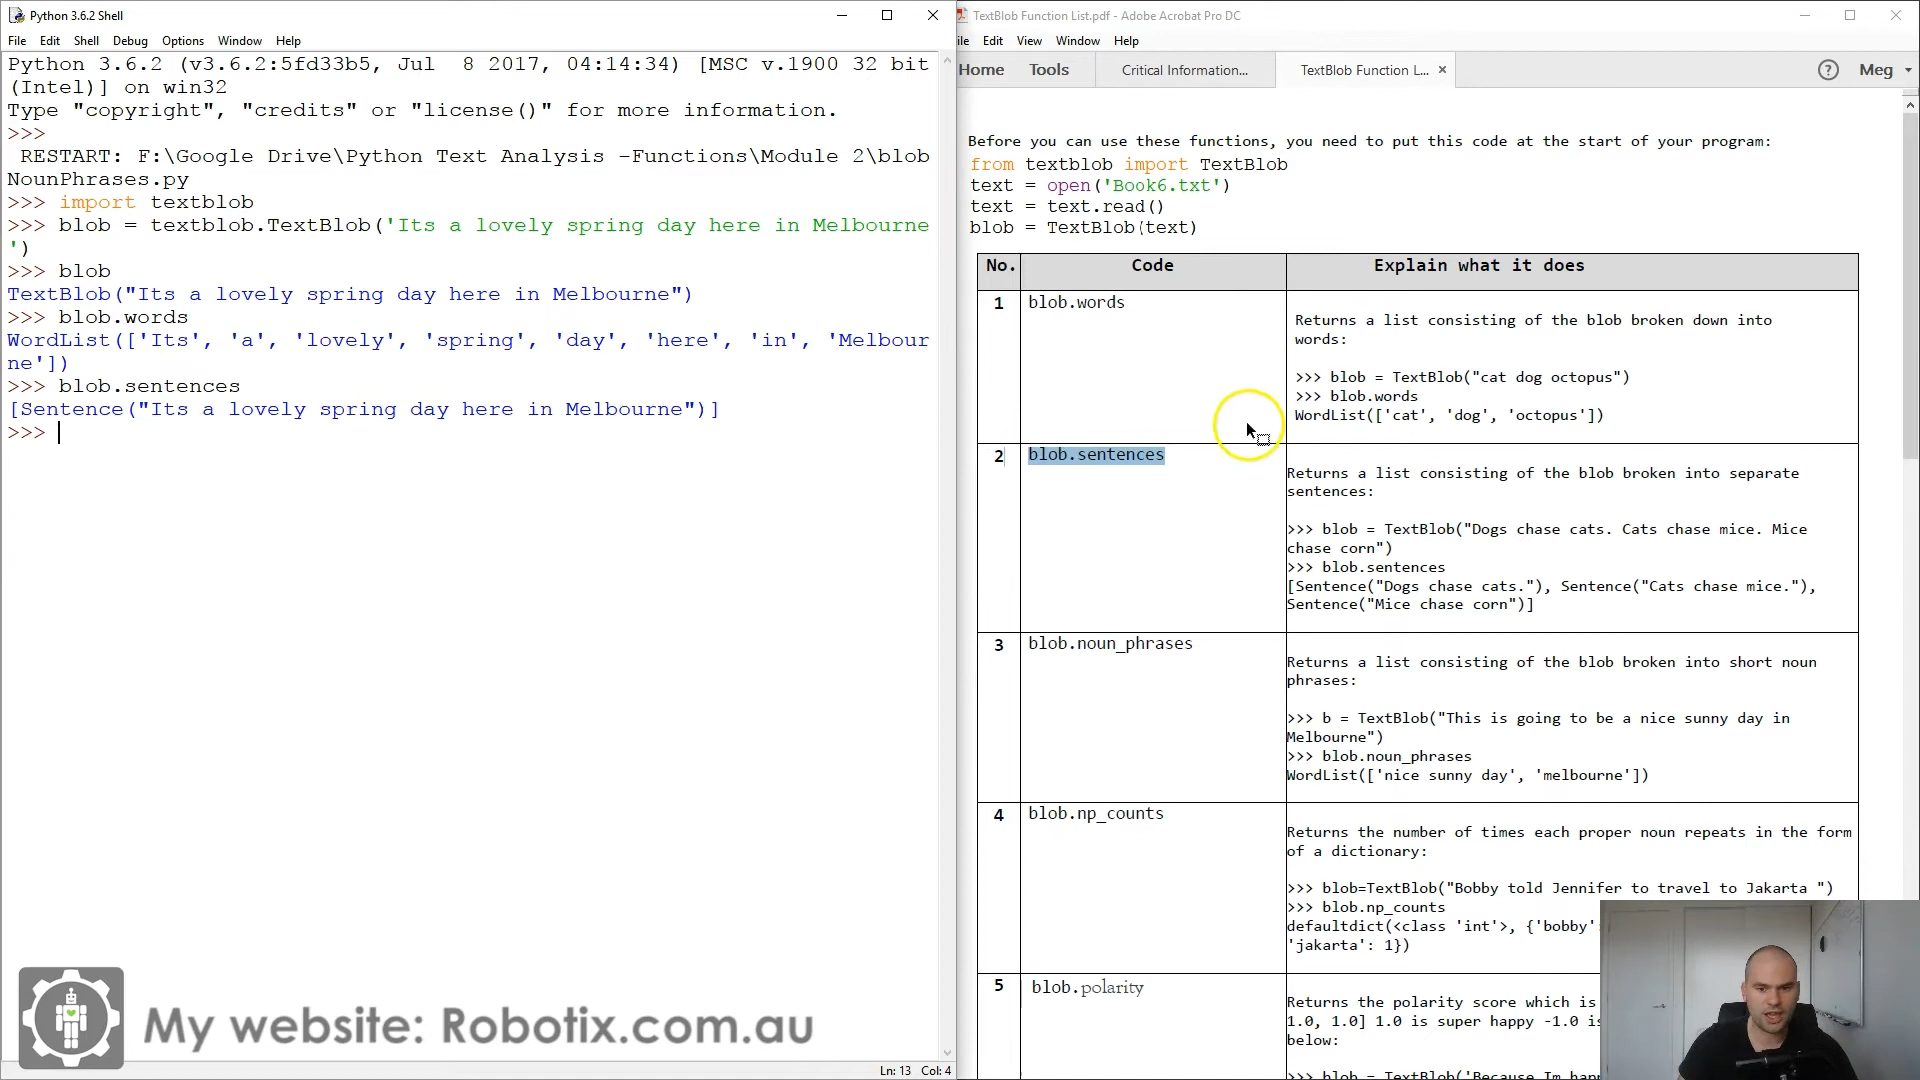 Python 3.6.2 Shell
File Edit Shell Debug Options Window Help
Python 3.6.2 (v3.6.2:5fd33b5, Jul  8 2017, 04:14:34) [MSC v.1900 32 bit
(Intel)] on win32
Type "copyright", "credits" or "license()" for more information.
>>>
RESTART: F:\Google Drive\Python Text Analysis -Functions\Module 2\blob
NounPhrases.py
>>> import textblob
>>> blob = textblob.TextBlob('Its a lovely spring day here in Melbourne
')
>>> blob
TextBlob("Its a lovely spring day here in Melbourne")
>>> blob.words
WordList(['Its', 'a', 'lovely', 'spring', 'day', 'here', 'in', 'Melbour
ne'])
>>> blob.sentences
[Sentence("Its a lovely spring day here in Melbourne")]
>>>
My website: Robotix.com.au
Ln: 13 Col: 4
TextBlob Function List.pdf - Adobe Acrobat Pro DC
ile Edit View Window Help
Home Tools Critical Information... TextBlob Function L... × ? Meg
Before you can use these functions, you need to put this code at the start of your program:
from textblob import TextBlob
text = open('Book6.txt')
text = text.read()
blob = TextBlob(text)
No. Code Explain what it does
1 blob.words
Returns a list consisting of the blob broken down into
words:
>>> blob = TextBlob("cat dog octopus")
>>> blob.words
WordList(['cat', 'dog', 'octopus'])
2 blob.sentences
Returns a list consisting of the blob broken into separate
sentences:
>>> blob = TextBlob("Dogs chase cats. Cats chase mice. Mice
chase corn")
>>> blob.sentences
[Sentence("Dogs chase cats."), Sentence("Cats chase mice."),
Sentence("Mice chase corn")]
3 blob.noun_phrases
Returns a list consisting of the blob broken into short noun
phrases:
>>> b = TextBlob("This is going to be a nice sunny day in
Melbourne")
>>> blob.noun_phrases
WordList(['nice sunny day', 'melbourne'])
4 blob.np_counts
Returns the number of times each proper noun repeats in the form
of a dictionary:
>>> blob=TextBlob("Bobby told Jennifer to travel to Jakarta ")
>>> blob.np_counts
defaultdict(<class 'int'>, {'bobby'
'jakarta': 1})
5 blob.polarity
Returns the polarity score which is
1.0, 1.0] 1.0 is super happy -1.0 is
below:
>>> blob = TextBlob('Because Im